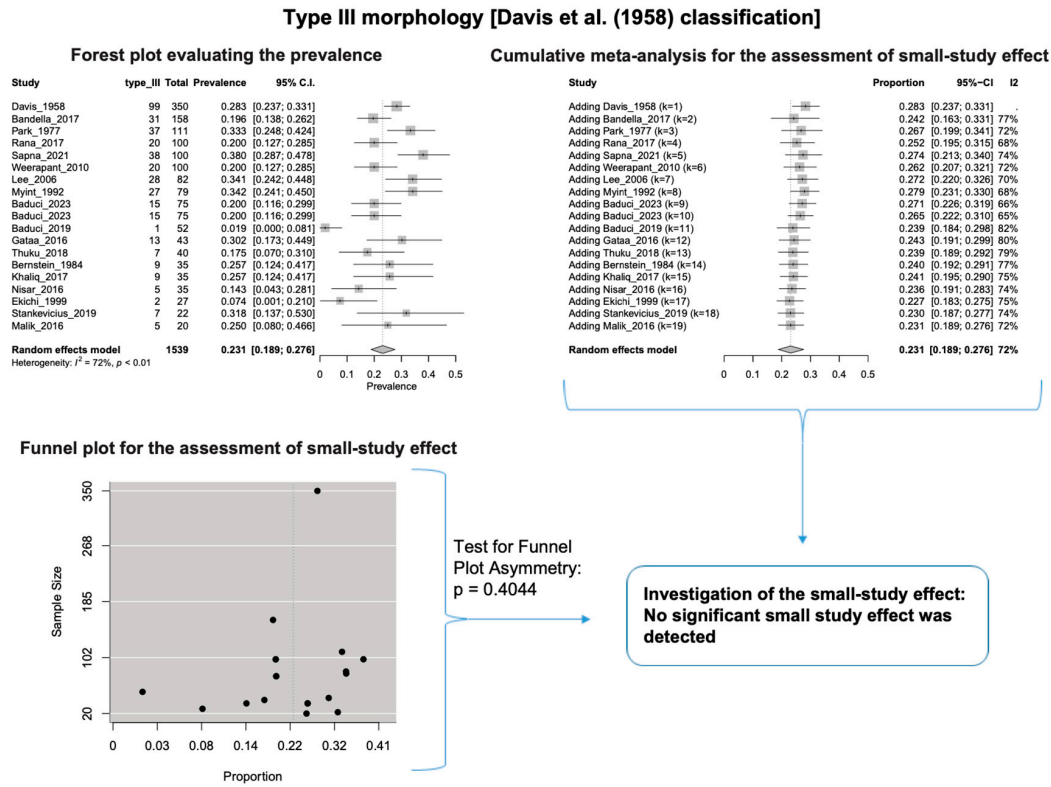 Type III morphology [Davis et al. (1958) classification]
Forest plot evaluating the prevalence
Study type_III Total Prevalence 95% C.I.
Davis_1958 99 350 0.283 [0.237; 0.331]
Bandella_2017 31 158 0.196 [0.138; 0.262]
Park_1977 37 111 0.333 [0.248; 0.424]
Rana_2017 20 100 0.200 [0.127; 0.285]
Sapna_2021 38 100 0.380 [0.287; 0.478]
Weerapant_2010 20 100 0.200 [0.127; 0.285]
Lee_2006 28 82 0.341 [0.242; 0.448]
Myint_1992 27 79 0.342 [0.241; 0.450]
Baduci_2023 15 75 0.200 [0.116; 0.299]
Baduci_2023 15 75 0.200 [0.116; 0.299]
Baduci_2019 1 52 0.019 [0.000; 0.081]
Gataa_2016 13 43 0.302 [0.173; 0.449]
Thuku_2018 7 40 0.175 [0.070; 0.310]
Bernstein_1984 9 35 0.257 [0.124; 0.417]
Khaliq_2017 9 35 0.257 [0.124; 0.417]
Nisar_2016 5 35 0.143 [0.043; 0.281]
Ekichi_1999 2 27 0.074 [0.001; 0.210]
Stankevicius_2019 7 22 0.318 [0.137; 0.530]
Malik_2016 5 20 0.250 [0.080; 0.466]
Random effects model 1539 0.231 [0.189; 0.276]
Heterogeneity: I² = 72%, p < 0.01
0 0.1 0.2 0.3 0.4 0.5
Prevalence
Cumulative meta-analysis for the assessment of small-study effect
Study Proportion 95%−CI I2
Adding Davis_1958 (k=1) 0.283 [0.237; 0.331] .
Adding Bandella_2017 (k=2) 0.242 [0.163; 0.331] 77%
Adding Park_1977 (k=3) 0.267 [0.199; 0.341] 72%
Adding Rana_2017 (k=4) 0.252 [0.195; 0.315] 68%
Adding Sapna_2021 (k=5) 0.274 [0.213; 0.340] 74%
Adding Weerapant_2010 (k=6) 0.262 [0.207; 0.321] 72%
Adding Lee_2006 (k=7) 0.272 [0.220; 0.326] 70%
Adding Myint_1992 (k=8) 0.279 [0.231; 0.330] 68%
Adding Baduci_2023 (k=9) 0.271 [0.226; 0.319] 66%
Adding Baduci_2023 (k=10) 0.265 [0.222; 0.310] 65%
Adding Baduci_2019 (k=11) 0.239 [0.184; 0.298] 82%
Adding Gataa_2016 (k=12) 0.243 [0.191; 0.299] 80%
Adding Thuku_2018 (k=13) 0.239 [0.189; 0.292] 79%
Adding Bernstein_1984 (k=14) 0.240 [0.192; 0.291] 77%
Adding Khaliq_2017 (k=15) 0.241 [0.195; 0.290] 75%
Adding Nisar_2016 (k=16) 0.236 [0.191; 0.283] 74%
Adding Ekichi_1999 (k=17) 0.227 [0.183; 0.275] 75%
Adding Stankevicius_2019 (k=18) 0.230 [0.187; 0.277] 74%
Adding Malik_2016 (k=19) 0.231 [0.189; 0.276] 72%
Random effects model 0.231 [0.189; 0.276] 72%
0 0.1 0.2 0.3 0.4 0.5
Funnel plot for the assessment of small-study effect
Sample Size
350
268
185
102
20
0 0.03 0.08 0.14 0.22 0.32 0.41
Proportion
Test for Funnel
Plot Asymmetry:
p = 0.4044
Investigation of the small-study effect:
No significant small study effect was
detected